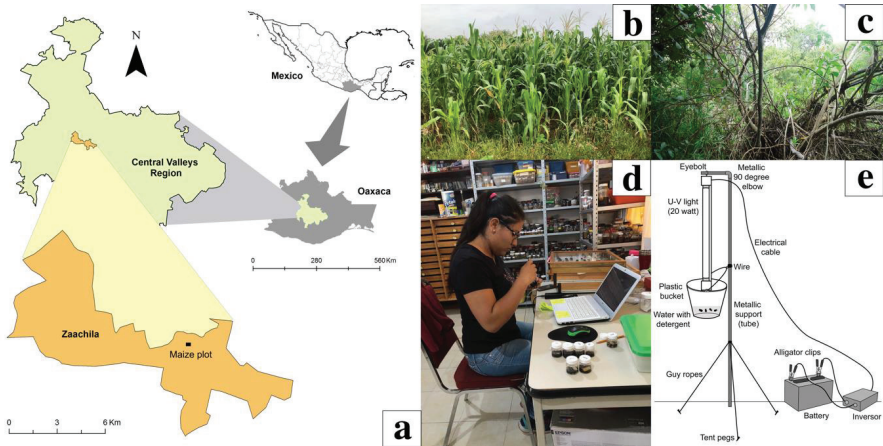 N
Mexico
Central Valleys
Region
Oaxaca
0 280 560 Km
Zaachila
Maize plot
0 3 6 Km
a
b
c
d
e
Eyebolt
Metallic
90 degree
elbow
U-V light
(20 watt)
Electrical
cable
Wire
Plastic
bucket
Water with
detergent
Metallic
support
(tube)
Alligator clips
Guy ropes
Battery
Inversor
Tent pegs